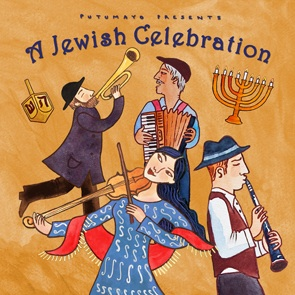 PUTUMAYO PRESENTS
A Jewish Celebration